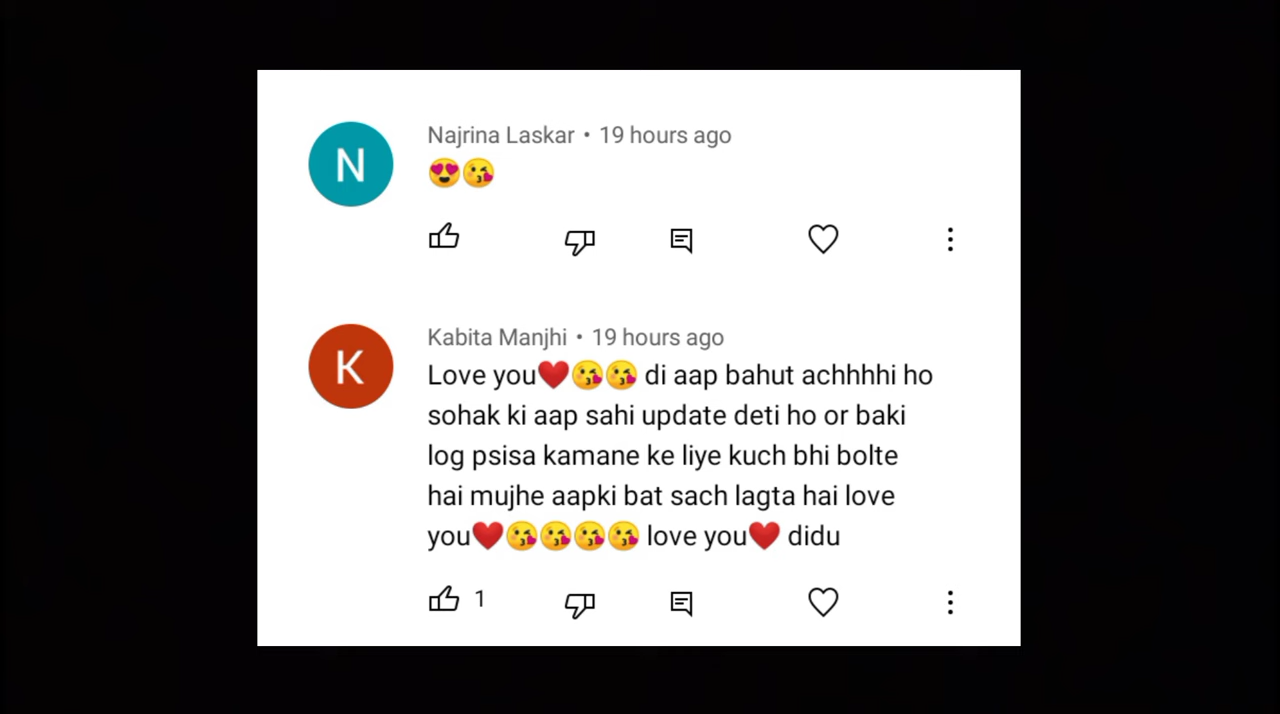 N
Najrina Laskar • 19 hours ago
😍😘
K
Kabita Manjhi • 19 hours ago
Love you❤️😘😘 di aap bahut achhhhi ho
sohak ki aap sahi update deti ho or baki
log psisa kamane ke liye kuch bhi bolte
hai mujhe aapki bat sach lagta hai love
you❤️😘😘😘😘 love you❤️ didu
1